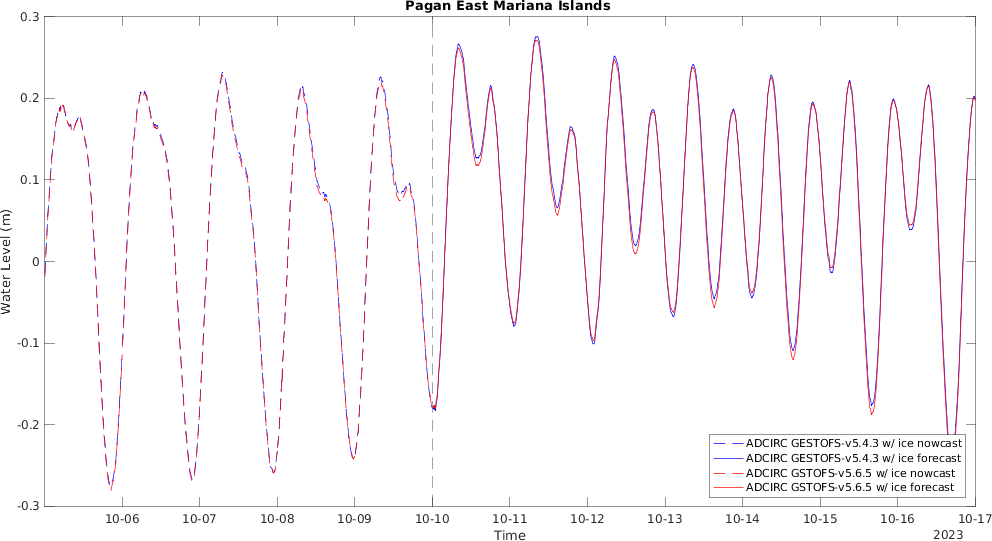 Pagan East Mariana Islands
0.3
0.2
0.1
0
-0.1
-0.2
-0.3
Water Level (m)
ADCIRC GESTOFS-v5.4.3 w/ ice nowcast
ADCIRC GESTOFS-v5.4.3 w/ ice forecast
ADCIRC GSTOFS-v5.6.5 w/ ice nowcast
ADCIRC GSTOFS-v5.6.5 w/ ice forecast
10-06 10-07 10-08 10-09 10-10 10-11 10-12 10-13 10-14 10-15 10-16 10-17
Time
2023